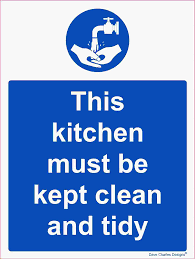 This
kitchen
must be
kept clean
and tidy
Dave Charles Designs